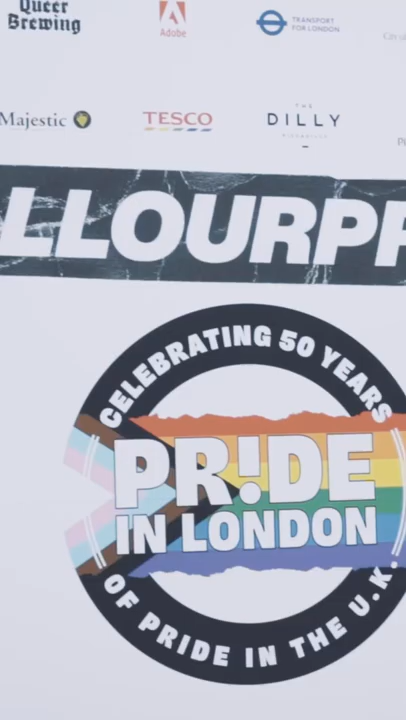 Queer
Brewing
Adobe
TRANSPORT
FOR LONDON
Majestic
TESCO
THE
DILLY
LLOURPR
CELEBRATING 50 YEARS
PR!DE
IN LONDON
OF PRIDE IN THE U.K.